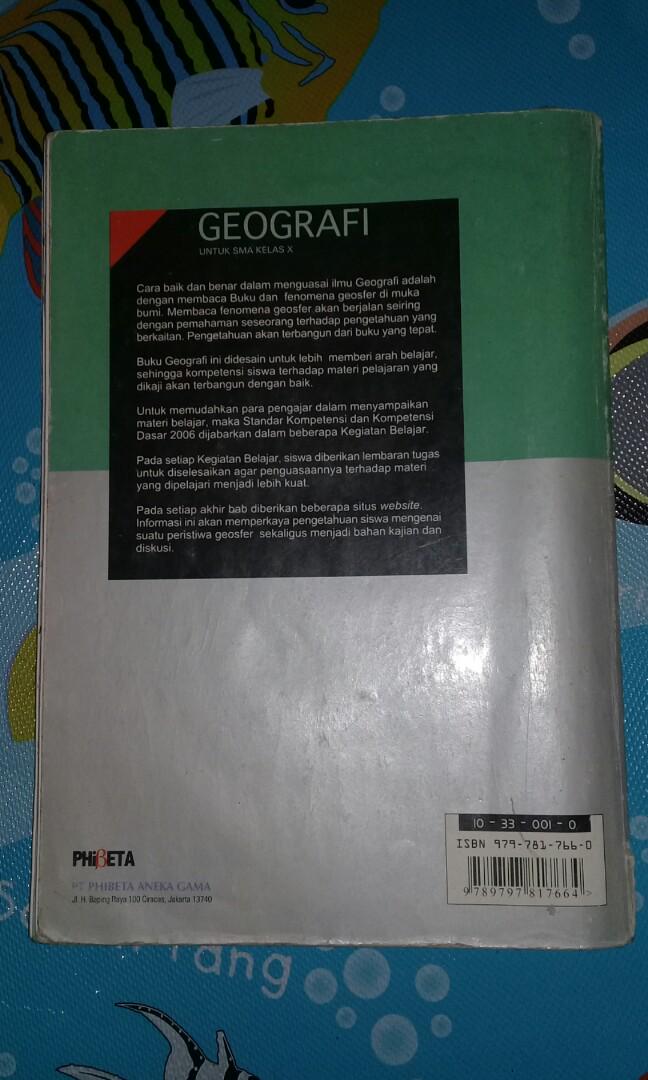 GEOGRAFI
UNTUK SMA KELAS X
Cara baik dan benar dalam menguasai ilmu Geografi adalah
dengan membaca Buku dan fenomena geosfer di muka
bumi. Membaca fenomena geosfer akan berjalan seiring
dengan pemahaman seseorang terhadap pengetahuan yang
berkaitan. Pengetahuan akan terbangun dari buku yang tepat.
Buku Geografi ini didesain untuk lebih memberi arah belajar,
sehingga kompetensi siswa terhadap materi pelajaran yang
dikaji akan terbangun dengan baik.
Untuk memudahkan para pengajar dalam menyampaikan
materi belajar, maka Standar Kompetensi dan Kompetensi
Dasar 2006 dijabarkan dalam beberapa Kegiatan Belajar.
Pada setiap Kegiatan Belajar, siswa diberikan lembaran tugas
untuk diselesaikan agar penguasaannya terhadap materi
yang dipelajari menjadi lebih kuat.
Pada setiap akhir bab diberikan beberapa situs website.
Informasi ini akan memperkaya pengetahuan siswa mengenai
suatu peristiwa geosfer sekaligus menjadi bahan kajian dan
diskusi.
10 - 33 - 001 - 0
ISBN 979-781-766-0
9 789797 817664 >
PHiβETA
PT PHIBETA ANEKA GAMA
Jl. H. Baping Raya 100 Ciracas, Jakarta 13740